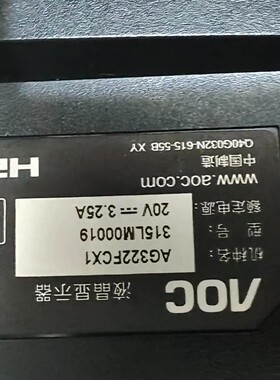 AOC
液晶显示器
机种名: AG322FCX1
型号: 315LM00019
额定电源: 20V ⎓ 3.25A
www.aoc.com
中国制造
Q40G032N-615-55B XY